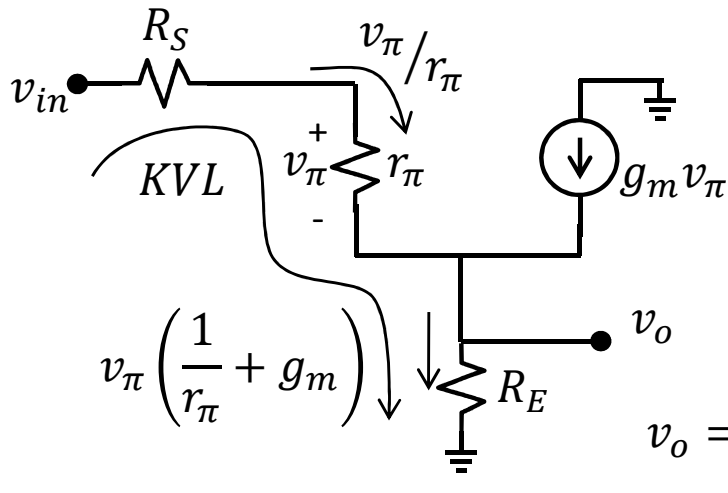 R_S
v_π/r_π
v_in
+
v_π
r_π
-
KVL
g_m v_π
v_π(1/r_π + g_m)
v_o
R_E
v_o =